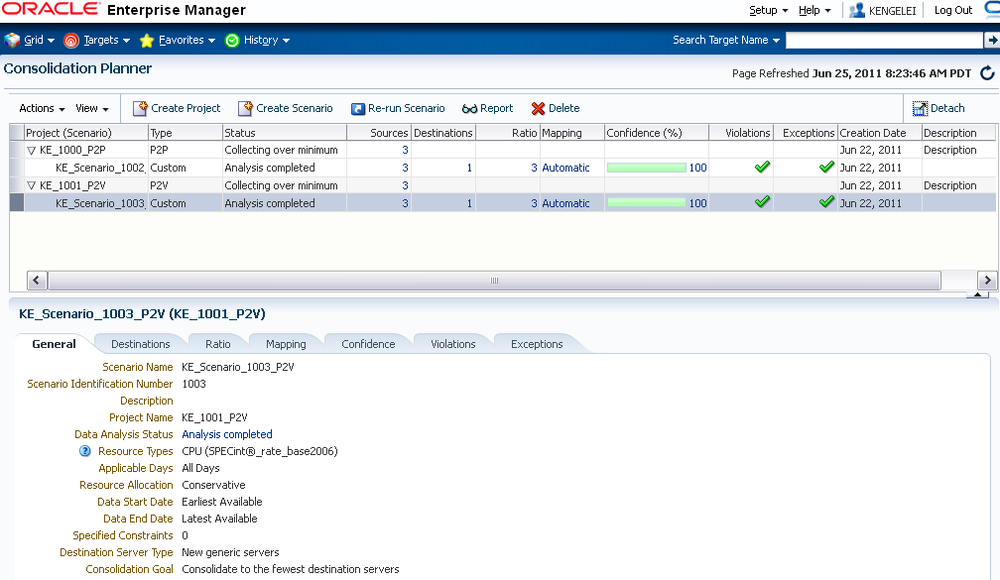 ORACLE Enterprise Manager Setup Help KENGELEI Log Out
Grid Targets Favorites History Search Target Name
Consolidation Planner
Page Refreshed Jun 25, 2011 8:23:46 AM PDT
Actions View Create Project Create Scenario Re-run Scenario Report Delete Detach
Project (Scenario) Type Status Sources Destinations Ratio Mapping Confidence (%) Violations Exceptions Creation Date Description
KE_1000_P2P P2P Collecting over minimum 3 Jun 22, 2011 Description
KE_Scenario_1002_ Custom Analysis completed 3 1 3 Automatic 100 Jun 22, 2011
KE_1001_P2V P2V Collecting over minimum 3 Jun 22, 2011 Description
KE_Scenario_1003_ Custom Analysis completed 3 1 3 Automatic 100 Jun 22, 2011
KE_Scenario_1003_P2V (KE_1001_P2V)
General Destinations Ratio Mapping Confidence Violations Exceptions
Scenario Name KE_Scenario_1003_P2V
Scenario Identification Number 1003
Description
Project Name KE_1001_P2V
Data Analysis Status Analysis completed
? Resource Types CPU (SPECint®_rate_base2006)
Applicable Days All Days
Resource Allocation Conservative
Data Start Date Earliest Available
Data End Date Latest Available
Specified Constraints 0
Destination Server Type New generic servers
Consolidation Goal Consolidate to the fewest destination servers